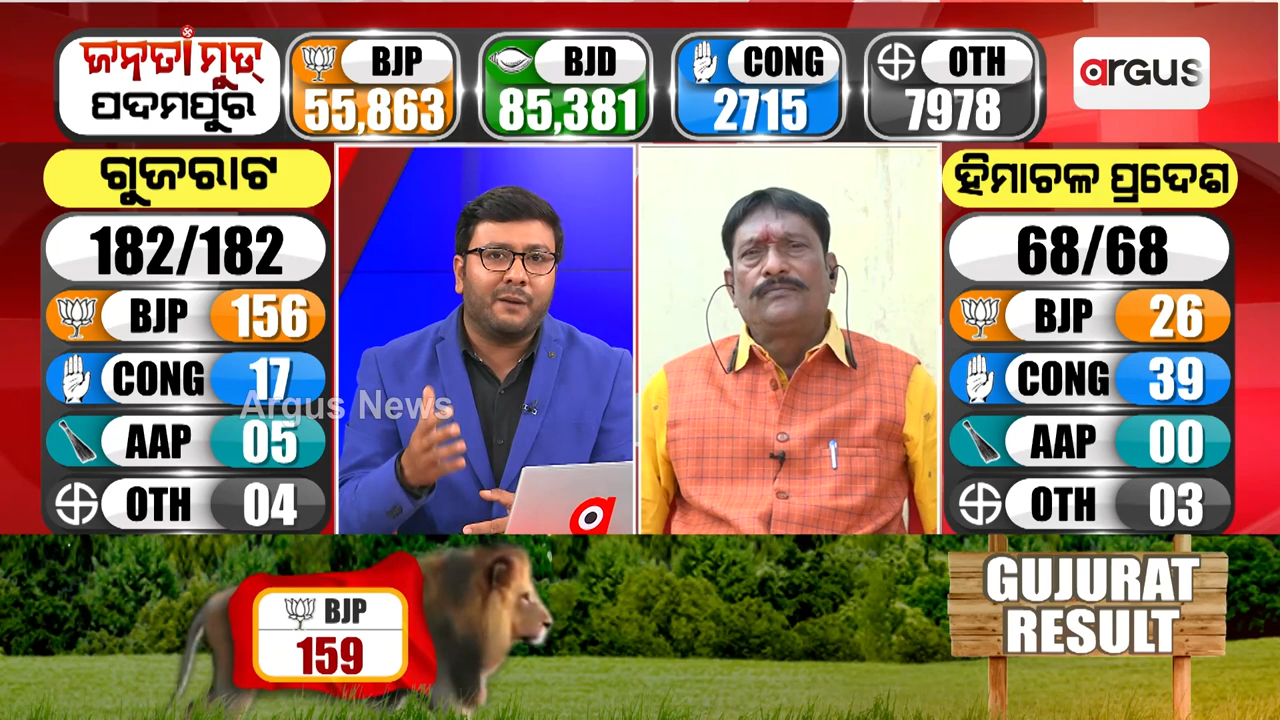 ଜନତା ମୁଡ୍
ପଦମପୁର
BJP
55,863
BJD
85,381
CONG
2715
OTH
7978
argus
ଗୁଜରାଟ
182/182
BJP 156
CONG 17
AAP 05
OTH 04
Argus News
ହିମାଚଳ ପ୍ରଦେଶ
68/68
BJP 26
CONG 39
AAP 00
OTH 03
BJP
159
GUJURAT
RESULT